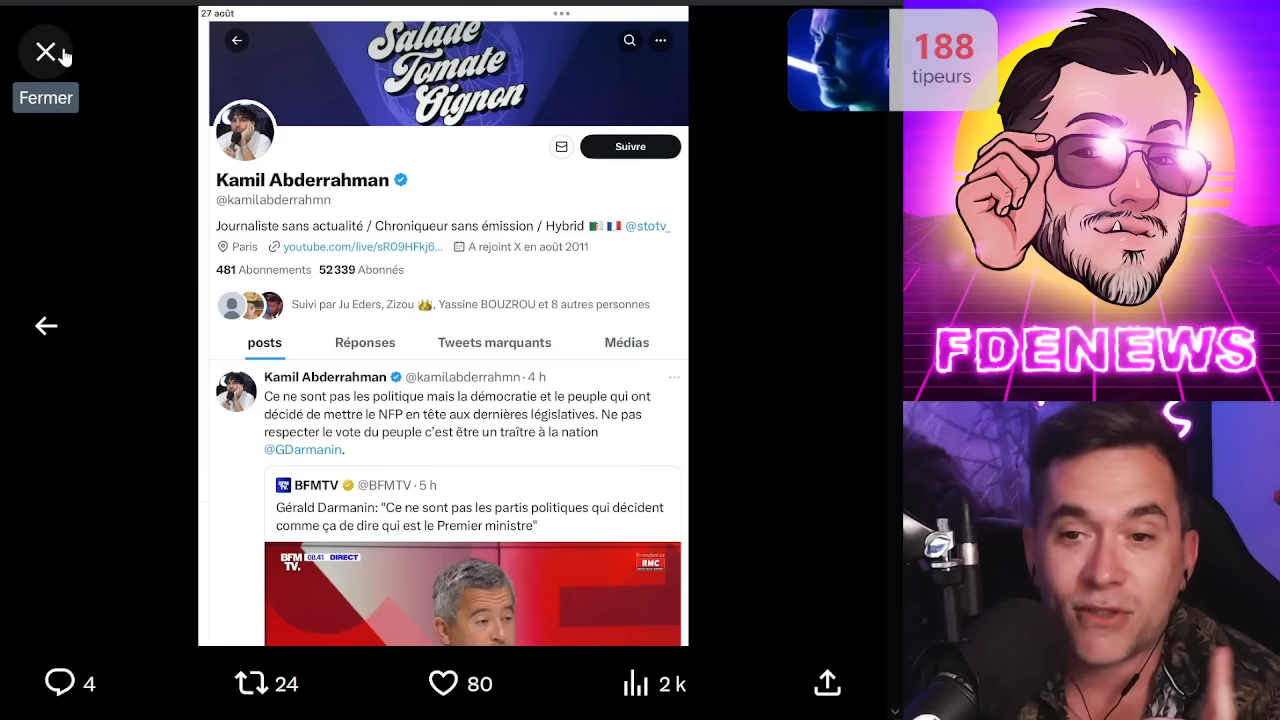 27 août
Salade
Tomate
Oignon
188
tipeurs
Fermer
Suivre
Kamil Abderrahman
@kamilabderrahmn
Journaliste sans actualité / Chroniqueur sans émission / Hybrid 🇩🇿 🇫🇷 @stotv_
Paris youtube.com/live/sR09HFkj6... A rejoint X en août 2011
481 Abonnements 52 339 Abonnés
Suivi par Ju Eders, Zizou 👑, Yassine BOUZROU et 8 autres personnes
posts Réponses Tweets marquants Médias
Kamil Abderrahman @kamilabderrahmn · 4 h
Ce ne sont pas les politique mais la démocratie et le peuple qui ont
décidé de mettre le NFP en tête aux dernières législatives. Ne pas
respecter le vote du peuple c’est être un traître à la nation
@GDarmanin.
BFMTV @BFMTV · 5 h
Gérald Darmanin: "Ce ne sont pas les partis politiques qui décident
comme ça de dire qui est le Premier ministre"
BFM
TV. 08.41 DIRECT
RMC
4 24 80 2 k
FDENEWS